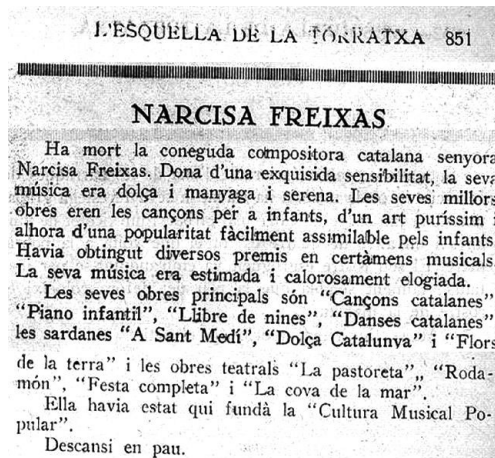 L'ESQUELLA DE LA TORRATXA 851
NARCISA FREIXAS
Ha mort la coneguda compositora catalana senyora
Narcisa Freixas. Dona d'una exquisida sensibilitat, la seva
música era dolça i manyaga i serena. Les seves millors
obres eren les cançons per a infants, d'un art puríssim i
alhora d'una popularitat fàcilment assimilable pels infants.
Havia obtingut diversos premis en certàmens musicals.
La seva música era estimada i calorosament elogiada.
Les seves obres principals són "Cançons catalanes"
"Piano infantil", "Llibre de nines", "Danses catalanes"
les sardanes "A Sant Medí", "Dolça Catalunya" i "Flors
de la terra" i les obres teatrals "La pastoreta",, "Roda-
món", "Festa completa" i "La cova de la mar".
Ella havia estat qui fundà la "Cultura Musical Po-
pular".
Descansi en pau.